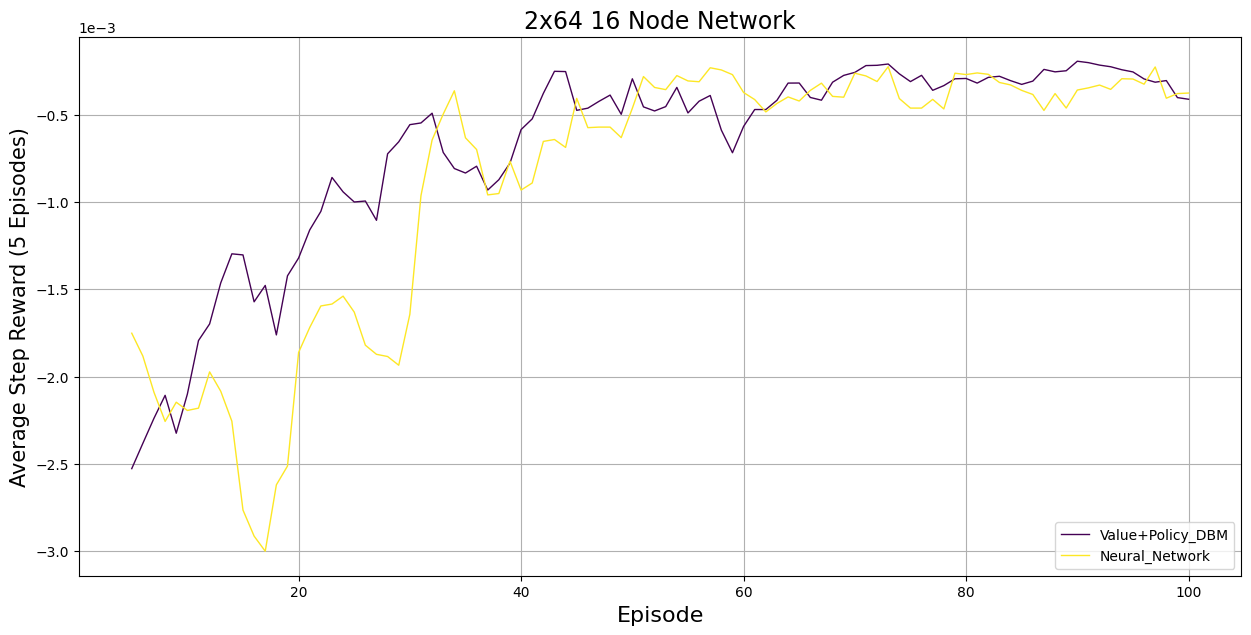 2x64 16 Node Network
1e−3
Average Step Reward (5 Episodes)
−0.5
−1.0
−1.5
−2.0
−2.5
−3.0
20
40
60
80
100
Episode
Value+Policy_DBM
Neural_Network